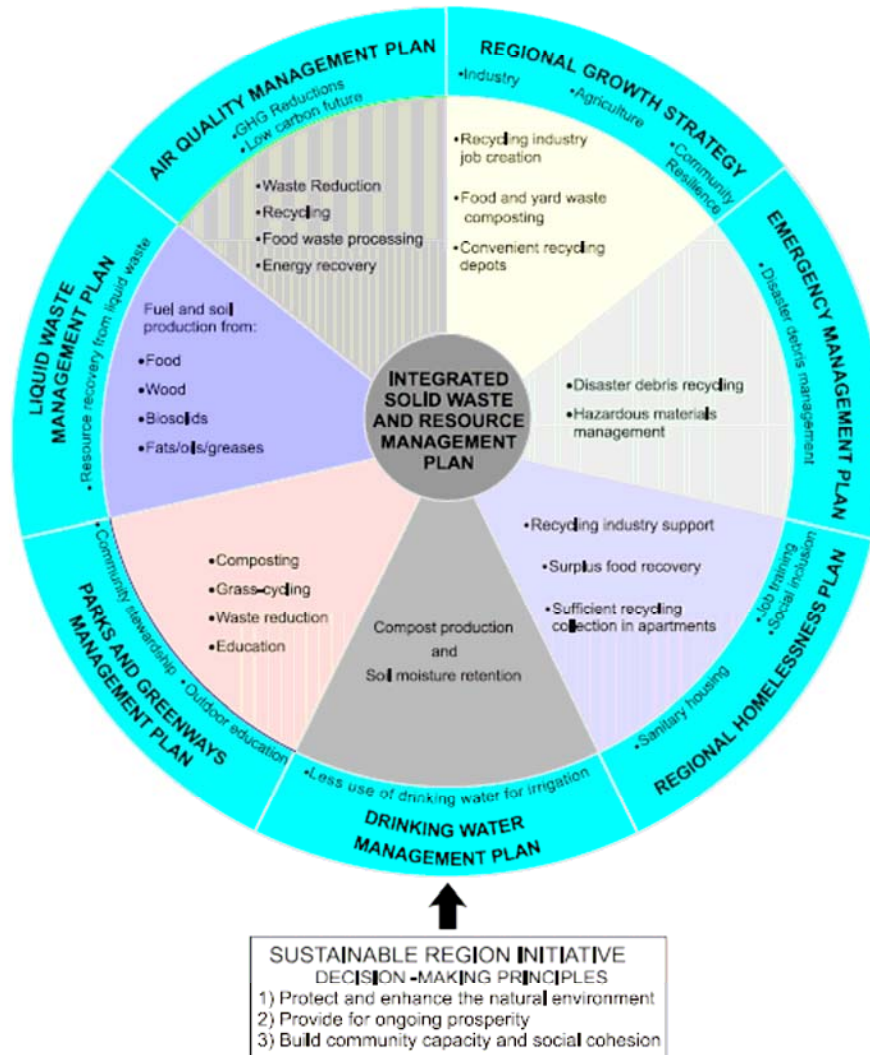 AIR QUALITY MANAGEMENT PLAN
•GHG Reductions
•Low carbon future
•Waste Reduction
•Recycling
•Food waste processing
•Energy recovery
REGIONAL GROWTH STRATEGY
•Industry
•Agriculture
•Community
Resilience
•Recycling industry
job creation
•Food and yard waste
composting
•Convenient recycling
depots
EMERGENCY MANAGEMENT PLAN
•Disaster debris management
•Disaster debris recycling
•Hazardous materials
management
REGIONAL HOMELESSNESS PLAN
•Job training
•Social inclusion
•Sanitary housing
•Recycling industry support
•Surplus food recovery
•Sufficient recycling
collection in apartments
DRINKING WATER
MANAGEMENT PLAN
•Less use of drinking water for irrigation
Compost production
and
Soil moisture retention
PARKS AND GREENWAYS
MANAGEMENT PLAN
•Community stewardship
•Outdoor education
•Composting
•Grass-cycling
•Waste reduction
•Education
LIQUID WASTE
MANAGEMENT PLAN
•Resource recovery from liquid waste
Fuel and soil
production from:
•Food
•Wood
•Biosolids
•Fats/oils/greases
INTEGRATED
SOLID WASTE
AND RESOURCE
MANAGEMENT
PLAN
SUSTAINABLE REGION INITIATIVE
DECISION-MAKING PRINCIPLES
1) Protect and enhance the natural environment
2) Provide for ongoing prosperity
3) Build community capacity and social cohesion